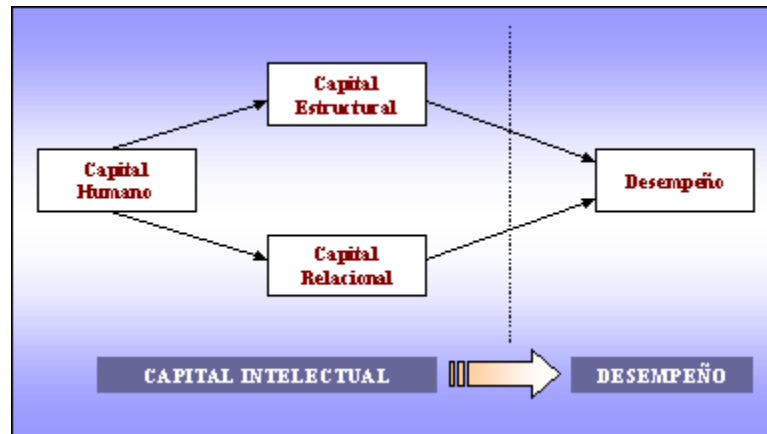 Capital
Estructural
Capital
Humano
Desempeño
Capital
Relacional
CAPITAL INTELECTUAL
DESEMPEÑO